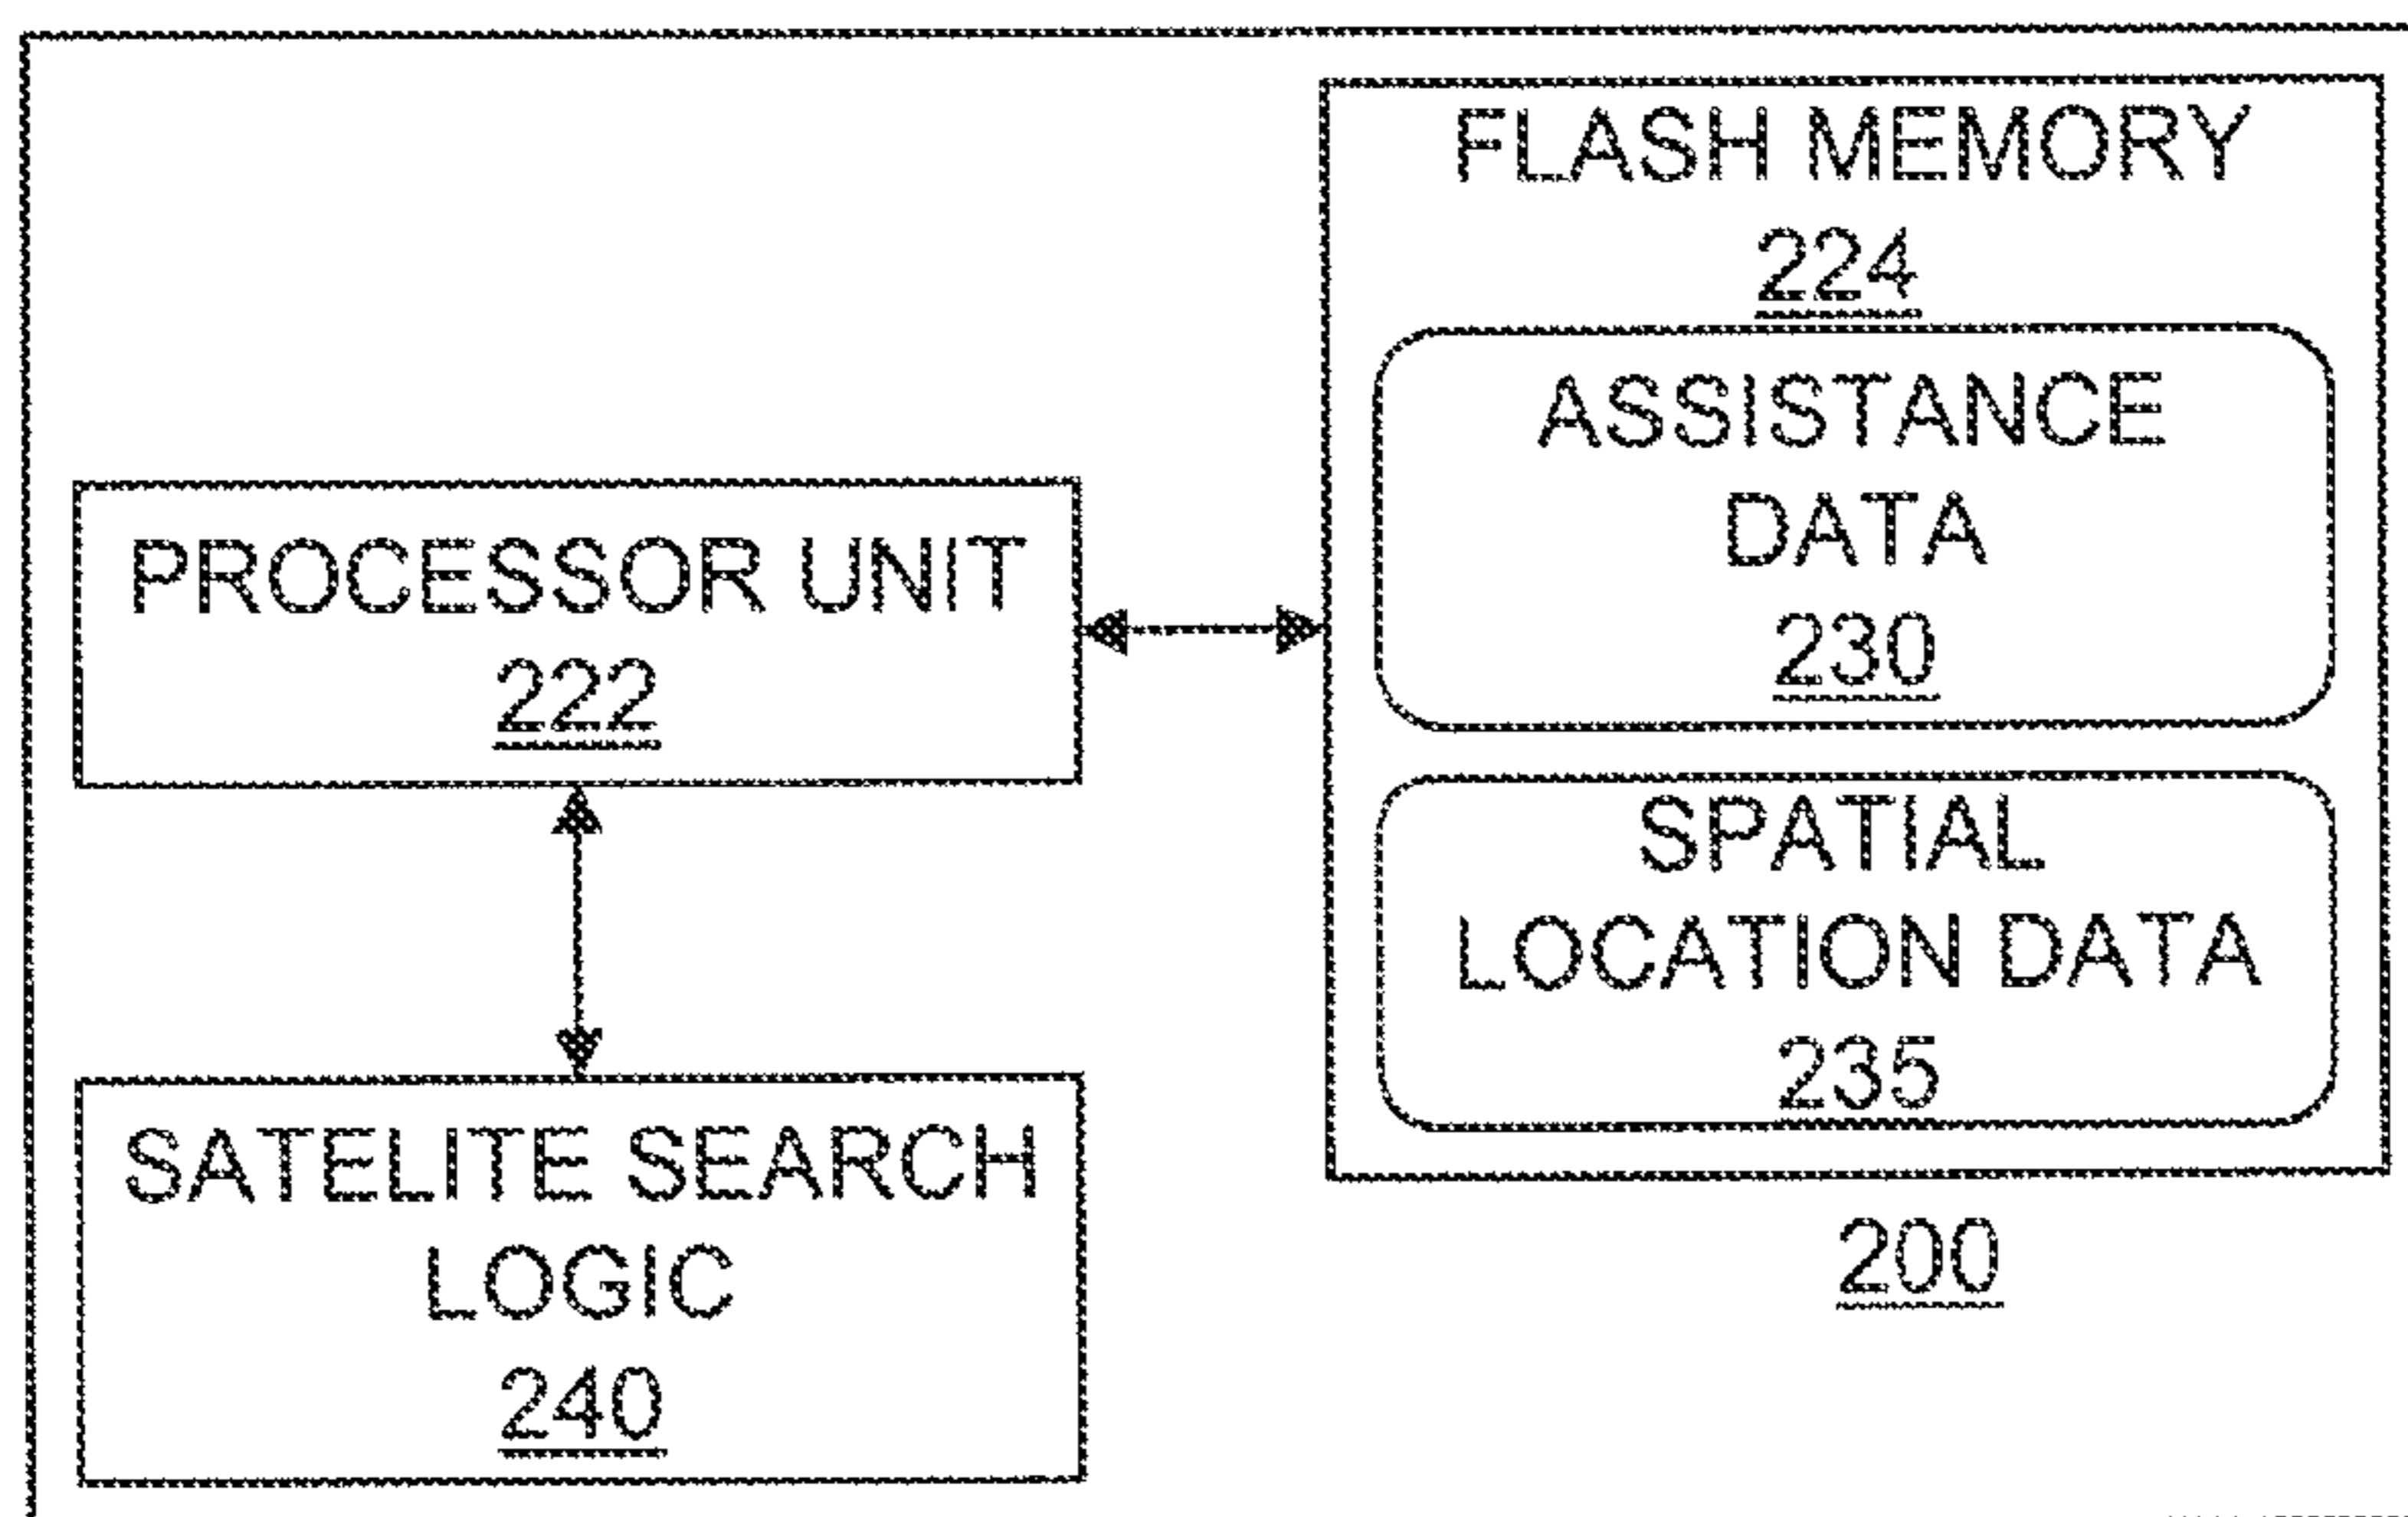 FLASH MEMORY
224
ASSISTANCE
DATA
230
PROCESSOR UNIT
222
SPATIAL
LOCATION DATA
235
SATELITE SEARCH
LOGIC
240
200